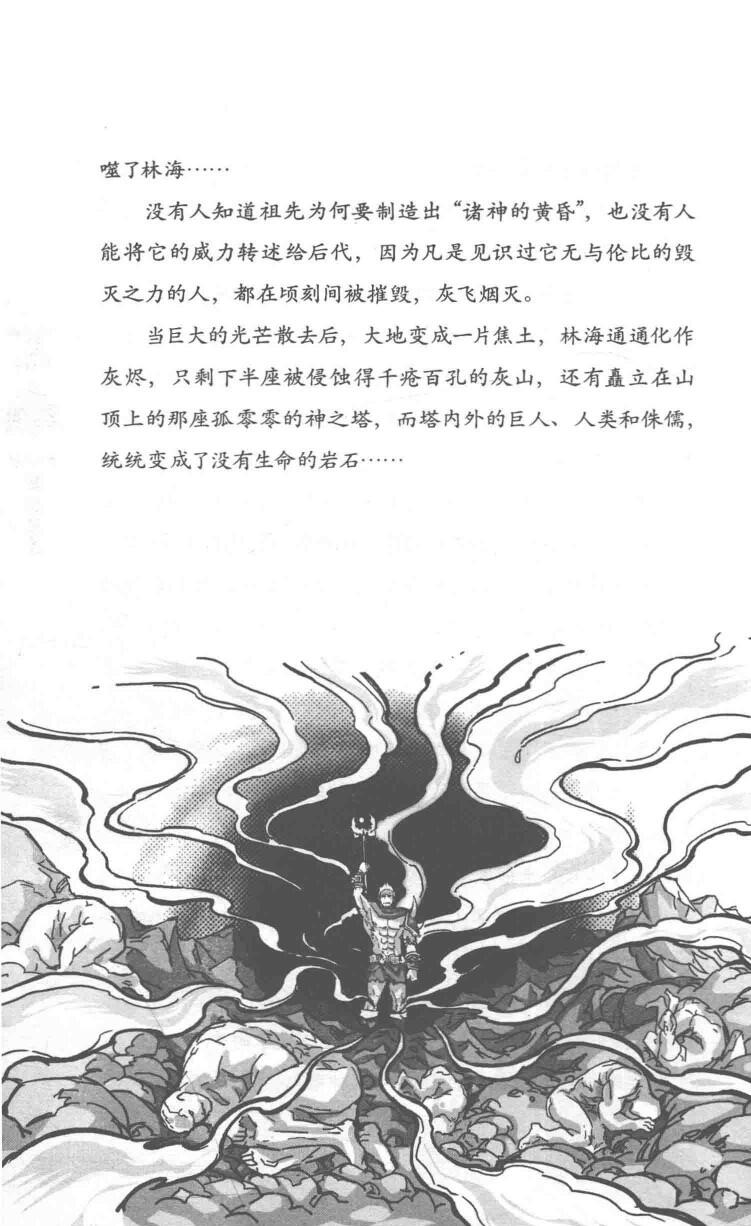 噬了林海……
没有人知道祖先为何要制造出“诸神的黄昏”，也没有人
能将它的威力转述给后代，因为凡是见识过它无与伦比的毁
灭之力的人，都在顷刻间被摧毁，灰飞烟灭。
当巨大的光芒散去后，大地变成一片焦土，林海通通化作
灰烬，只剩下半座被侵蚀得千疮百孔的灰山，还有矗立在山
顶上的那座孤零零的神之塔，而塔内外的巨人、人类和侏儒，
统统变成了没有生命的岩石……